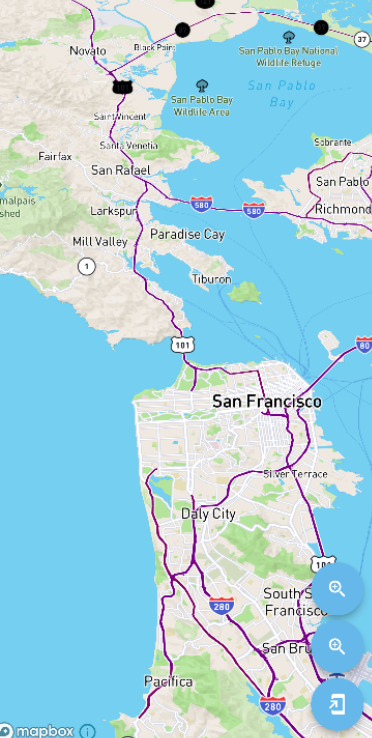 Novato
Black Point
37
San Pablo Bay National
Wildlife Refuge
San Pablo
Bay
San Pablo Bay
Wildlife Area
Saint Vincent
Santa Venetia
Fairfax
San Rafael
Sobrante
malpais
shed
San Pablo
580
580
Richmond
Larkspur
Mill Valley
Paradise Cay
1
Tiburon
101
80
San Francisco
Silver Terrace
Daly City
101
South S
Francisco
280
San Bru
Pacifica
280
mapbox